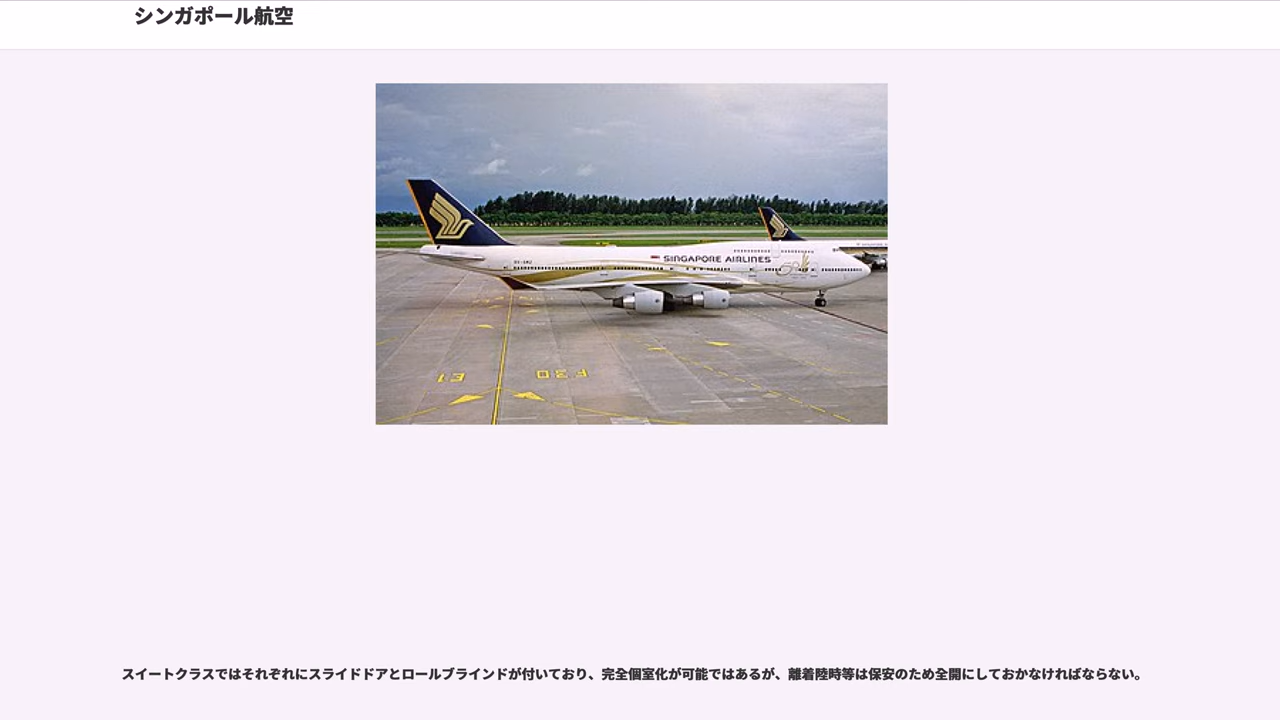 シンガポール航空
SINGAPORE AIRLINES
E1
F30
スイートクラスではそれぞれにスライドドアとロールブラインドが付いており、完全個室化が可能ではあるが、離着陸時等は保安のため全開にしておかなければならない。